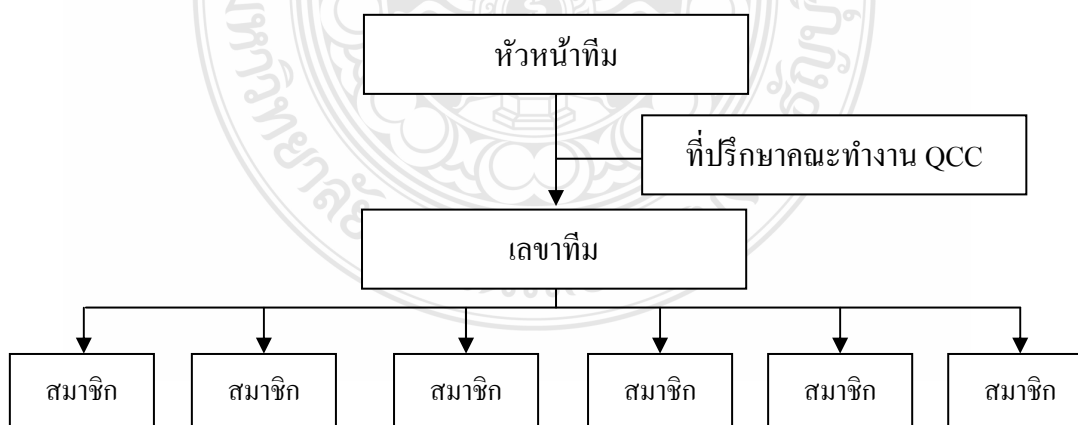 หัวหน้าทีม
ที่ปรึกษาคณะทำงาน QCC
เลขาทีม
สมาชิก สมาชิก สมาชิก สมาชิก สมาชิก สมาชิก